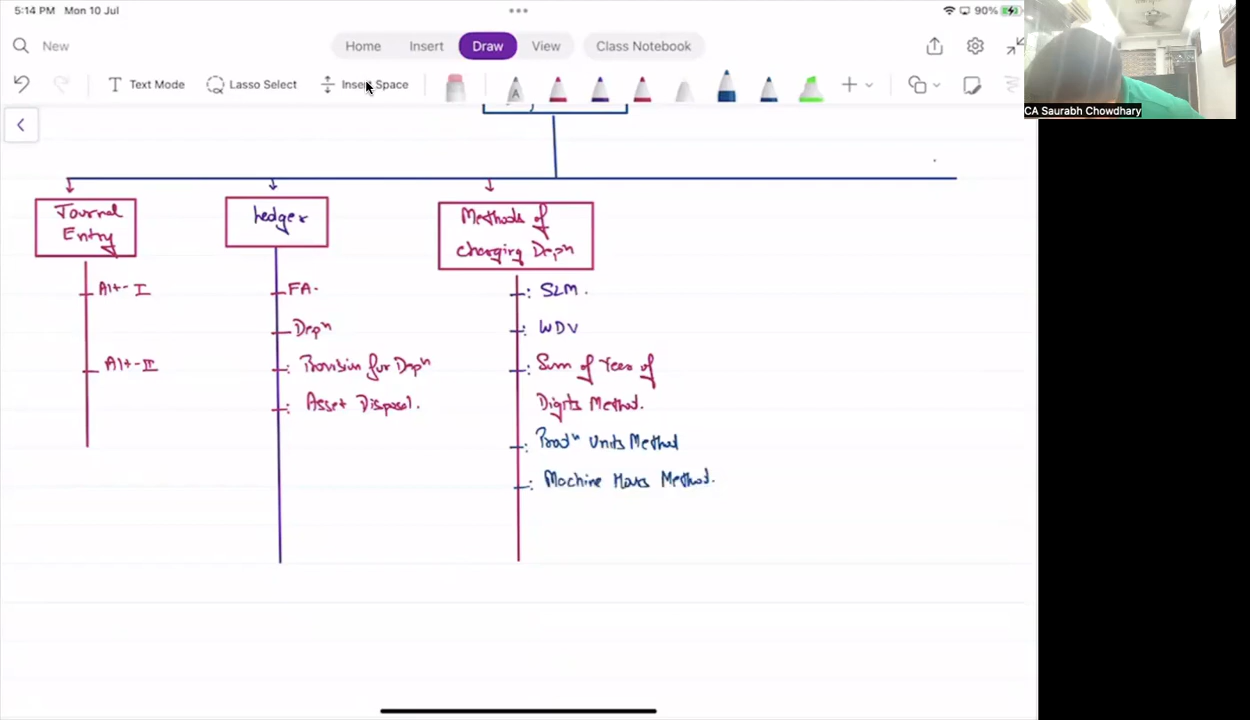 5:14 PM Mon 10 Jul
90%
New
Home Insert Draw View Class Notebook
Text Mode Lasso Select Insert Space
A
CA Saurabh Chowdhary
Journal
Entry
Alt-I
Alt-II
Ledger
FA.
Depn
Provision for Depn
Asset Disposal.
Methods of
Charging Depn
SLM.
WDV
Sum of Years of
Digits Method.
Prodn Units Method
Machine Hours Method.